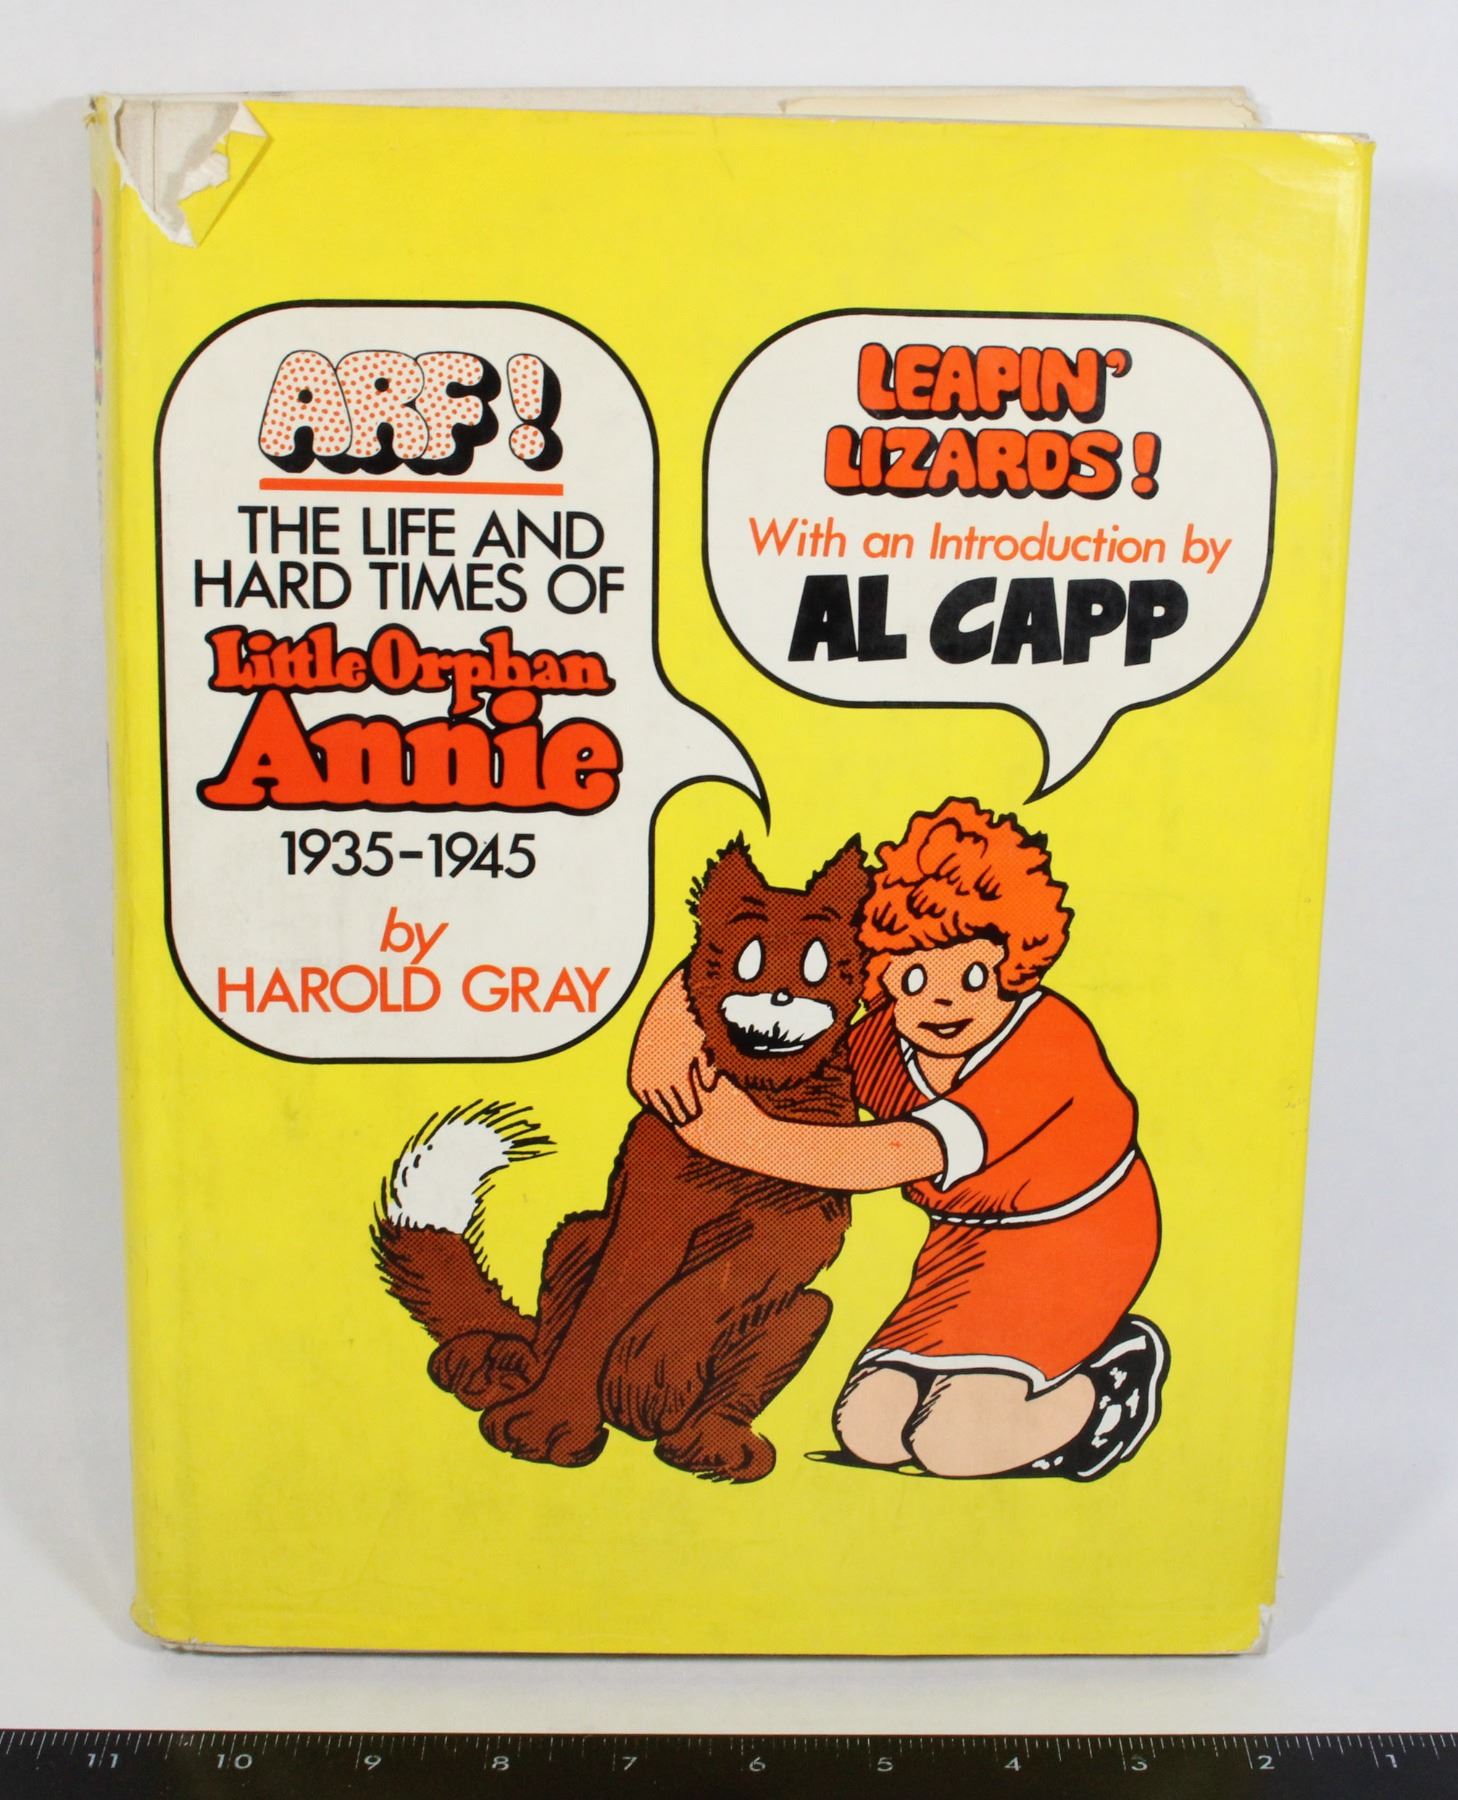 ARF!
THE LIFE AND
HARD TIMES OF
Little Orphan
Annie
1935-1945
by
HAROLD GRAY
LEAPIN'
LIZARDS!
With an Introduction by
AL CAPP
11 10 9 8 7 6 5 4 3 2 1